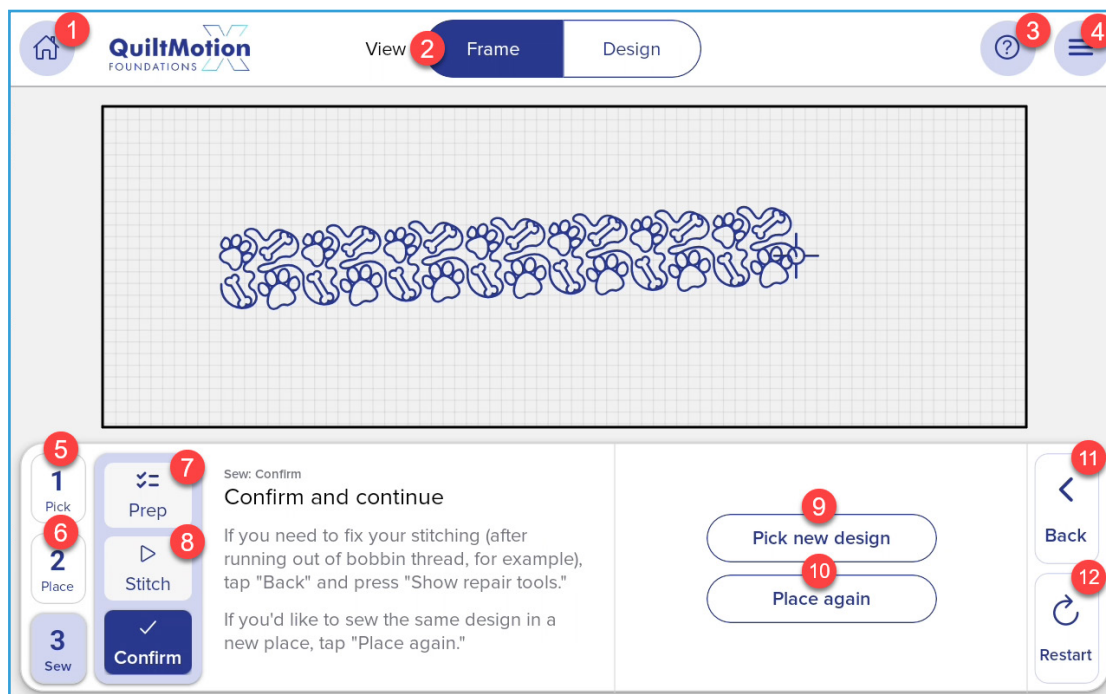 1
QuiltMotion
FOUNDATIONS
View
2
Frame
Design
3
?
4
5
1
Pick
6
2
Place
3
Sew
7
Prep
8
Stitch
Confirm
Sew: Confirm
Confirm and continue
If you need to fix your stitching (after
running out of bobbin thread, for example),
tap "Back" and press "Show repair tools."
If you'd like to sew the same design in a
new place, tap "Place again."
9
Pick new design
10
Place again
11
Back
12
Restart